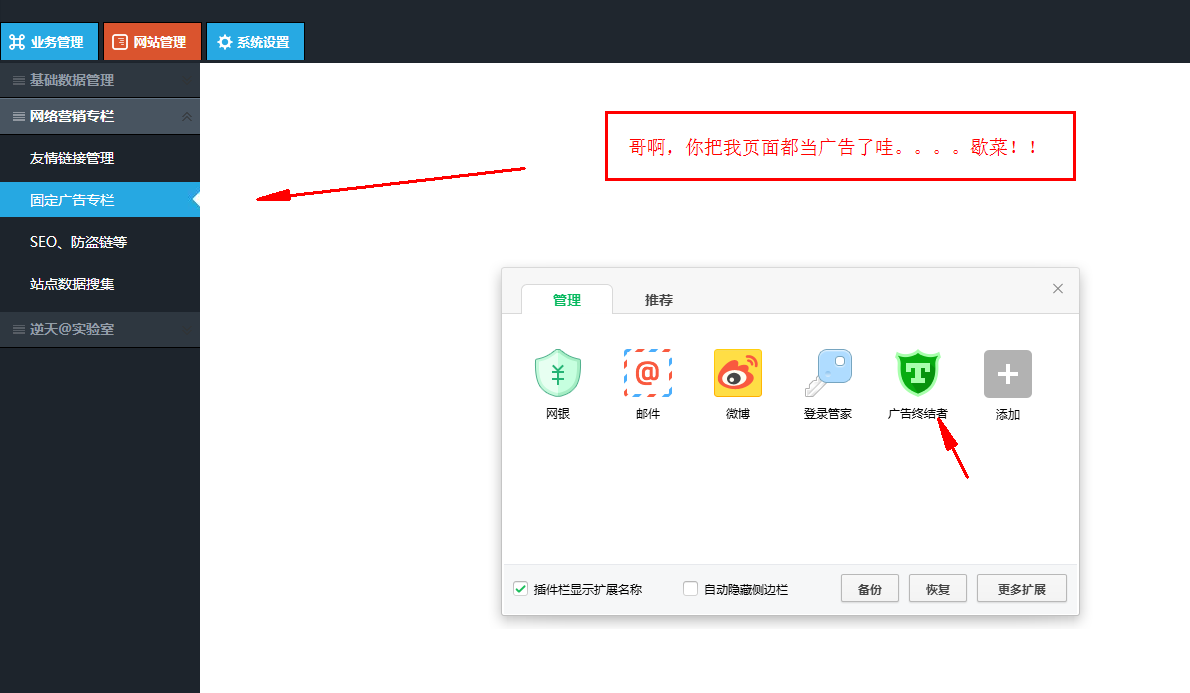 业务管理
网站管理
系统设置
基础数据管理
网络营销专栏
友情链接管理
固定广告专栏
SEO、防盗链等
站点数据搜集
逆天@实验室
哥啊，你把我页面都当广告了哇。。。。歇菜！！
管理
推荐
网银
邮件
微博
登录管家
广告终结者
添加
插件栏显示扩展名称
自动隐藏侧边栏
备份
恢复
更多扩展